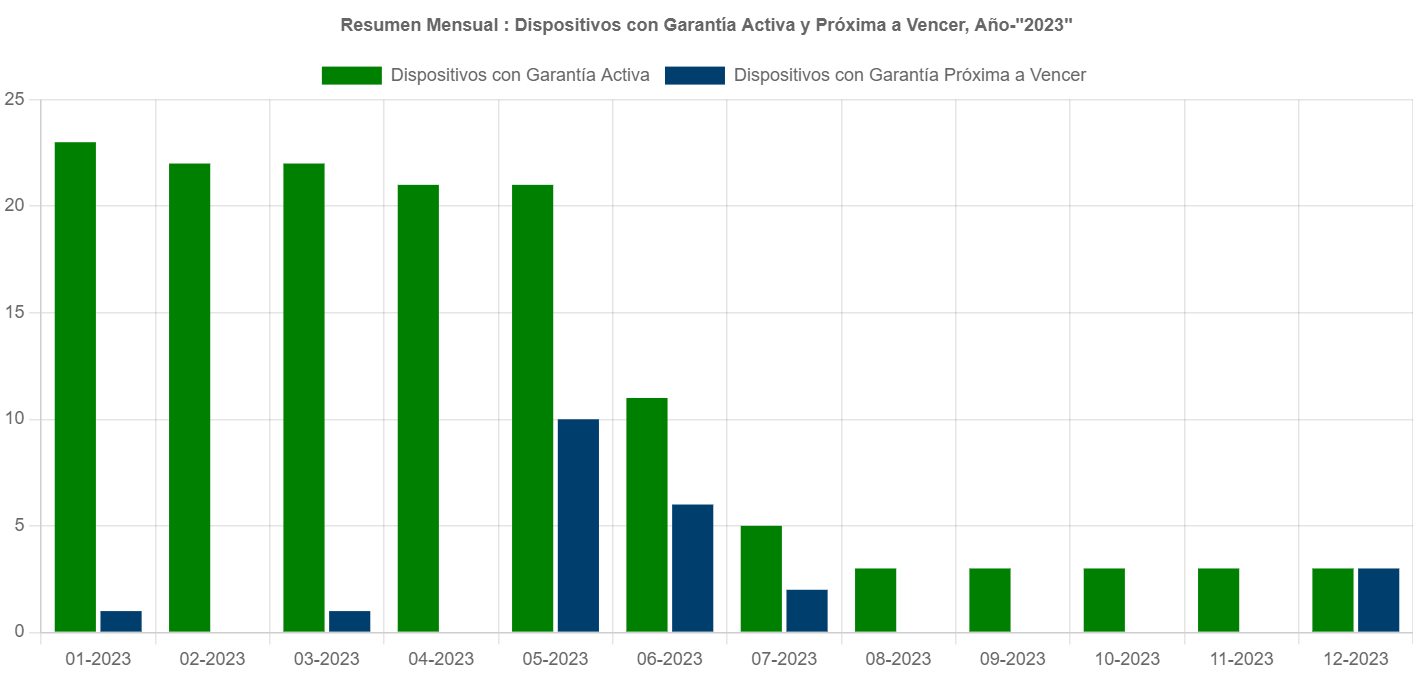 Resumen Mensual : Dispositivos con Garantía Activa y Próxima a Vencer, Año-"2023"
Dispositivos con Garantía Activa Dispositivos con Garantía Próxima a Vencer
25
20
15
10
5
0
01-2023 02-2023 03-2023 04-2023 05-2023 06-2023 07-2023 08-2023 09-2023 10-2023 11-2023 12-2023